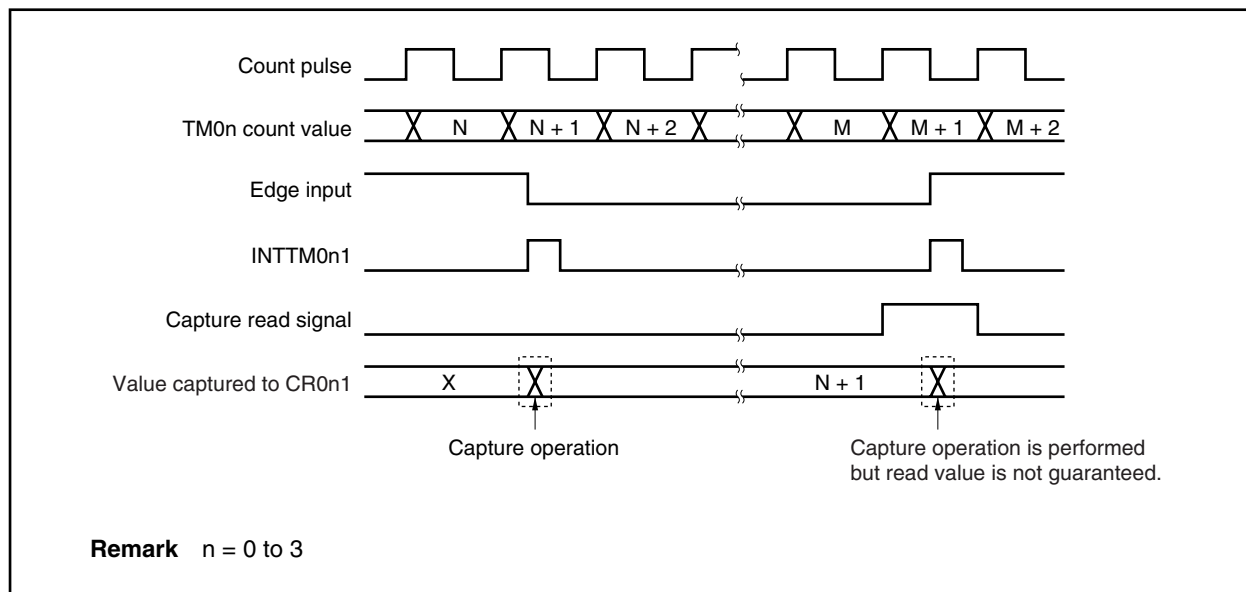 Count pulse
TM0n count value N N + 1 N + 2 M M + 1 M + 2
Edge input
INTTM0n1
Capture read signal
Value captured to CR0n1 X N + 1
Capture operation
Capture operation is performed
but read value is not guaranteed.
Remark n = 0 to 3